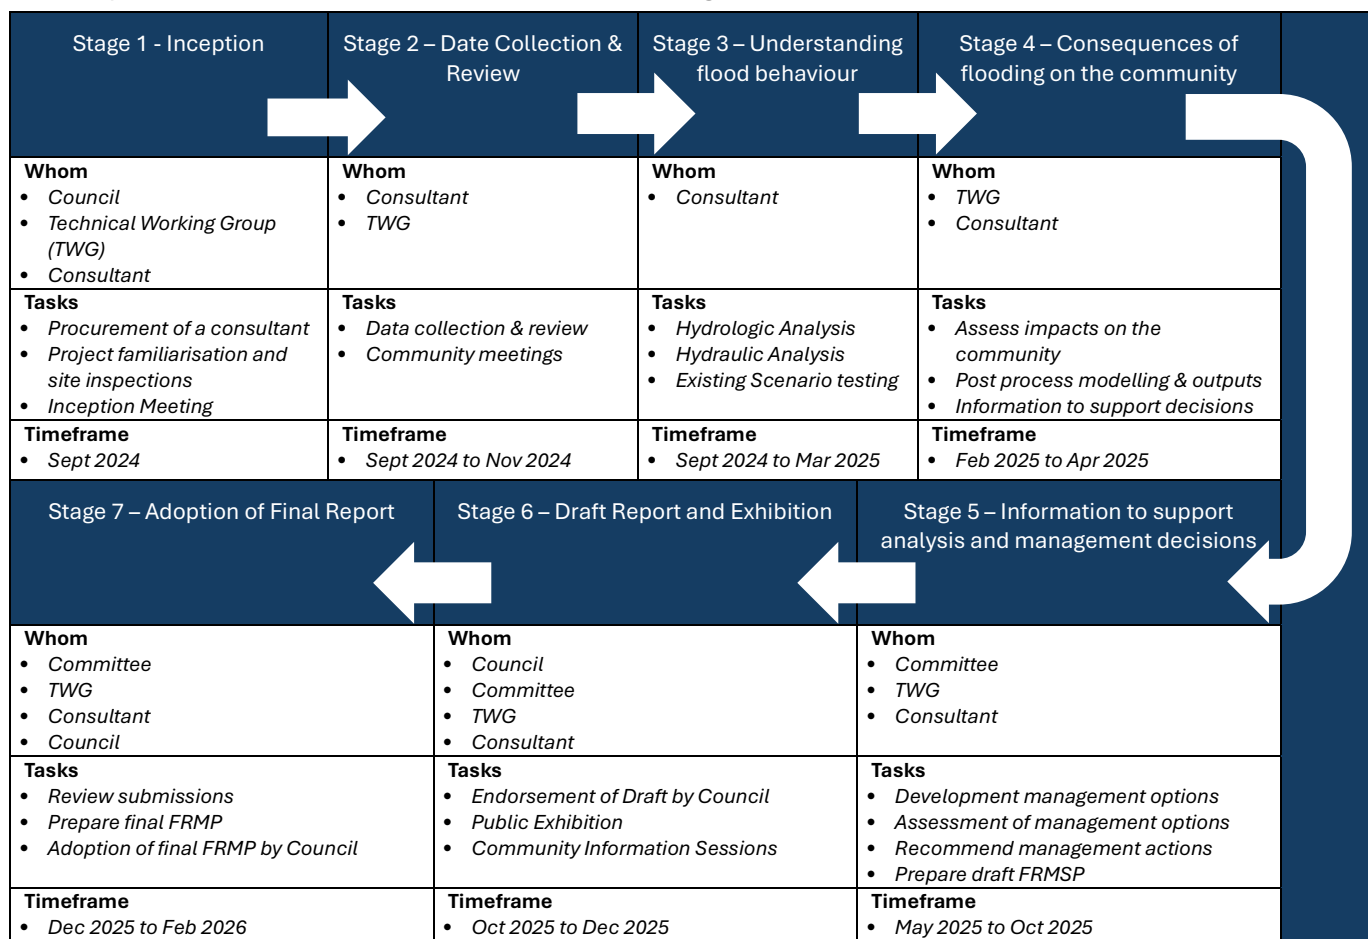 Stage 1 - Inception
Stage 2 – Date Collection &
Review
Stage 3 – Understanding
flood behaviour
Stage 4 – Consequences of
flooding on the community
Whom
• Council
• Technical Working Group
(TWG)
• Consultant
Whom
• Consultant
• TWG
Whom
• Consultant
Whom
• TWG
• Consultant
Tasks
• Procurement of a consultant
• Project familiarisation and
site inspections
• Inception Meeting
Tasks
• Data collection & review
• Community meetings
Tasks
• Hydrologic Analysis
• Hydraulic Analysis
• Existing Scenario testing
Tasks
• Assess impacts on the
community
• Post process modelling & outputs
• Information to support decisions
Timeframe
• Sept 2024
Timeframe
• Sept 2024 to Nov 2024
Timeframe
• Sept 2024 to Mar 2025
Timeframe
• Feb 2025 to Apr 2025
Stage 7 – Adoption of Final Report
Stage 6 – Draft Report and Exhibition
Stage 5 – Information to support
analysis and management decisions
Whom
• Committee
• TWG
• Consultant
• Council
Whom
• Council
• Committee
• TWG
• Consultant
Whom
• Committee
• TWG
• Consultant
Tasks
• Review submissions
• Prepare final FRMP
• Adoption of final FRMP by Council
Tasks
• Endorsement of Draft by Council
• Public Exhibition
• Community Information Sessions
Tasks
• Development management options
• Assessment of management options
• Recommend management actions
• Prepare draft FRMSP
Timeframe
• Dec 2025 to Feb 2026
Timeframe
• Oct 2025 to Dec 2025
Timeframe
• May 2025 to Oct 2025